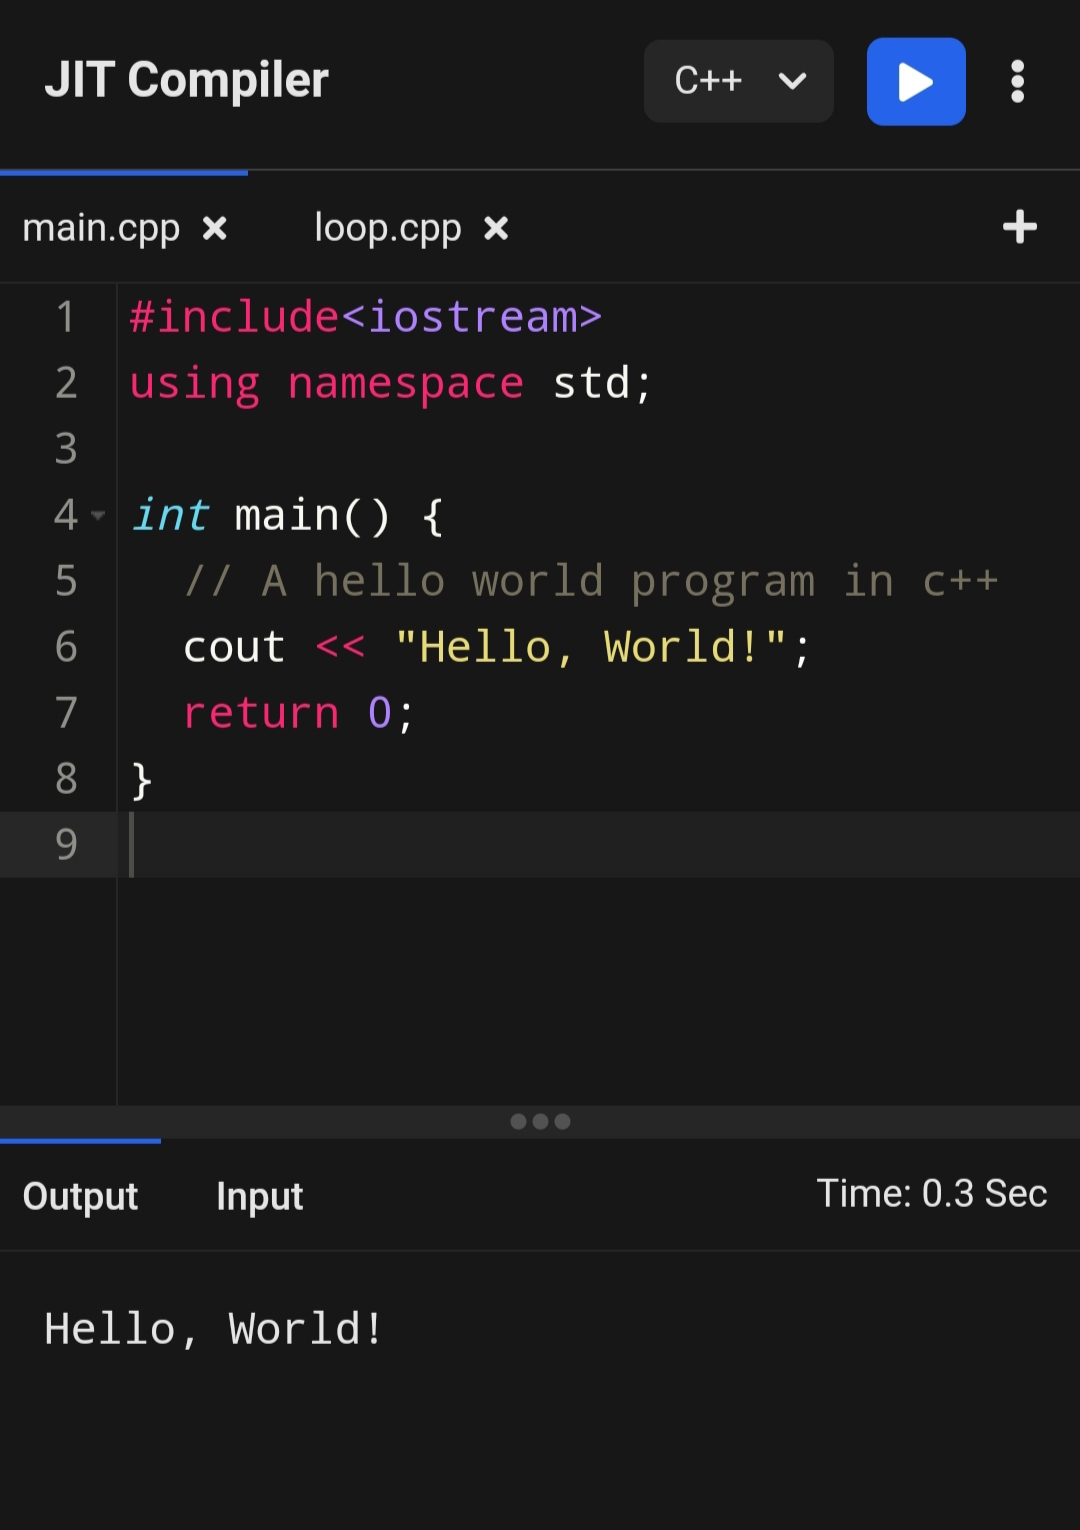 JIT Compiler
C++
main.cpp
loop.cpp
1 #include<iostream>
2 using namespace std;
3
4 int main() {
5   // A hello world program in c++
6   cout << "Hello, World!";
7   return 0;
8 }
9
Output Input Time: 0.3 Sec
Hello, World!